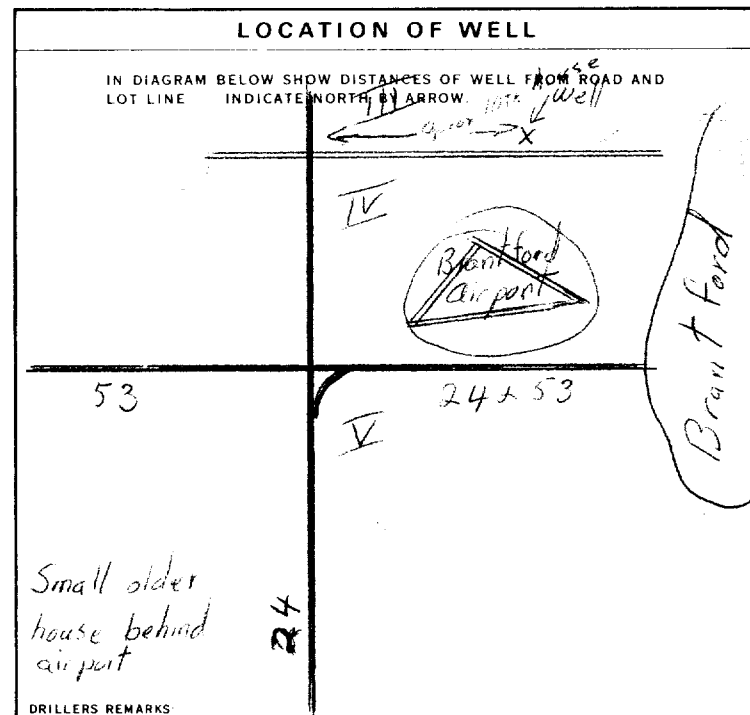 LOCATION OF WELL
IN DIAGRAM BELOW SHOW DISTANCES OF WELL FROM ROAD AND
LOT LINE INDICATE NORTH BY ARROW.
III
Well
X
IV
Brantford
airport
Brantford
53
24 & 53
V
Small older
house behind
airport
24
DRILLERS REMARKS